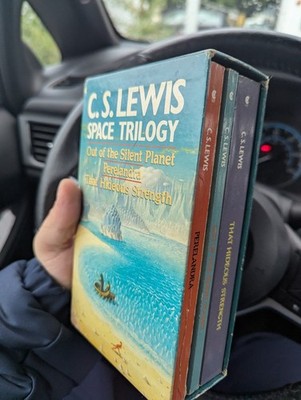 C. S. LEWIS
SPACE TRILOGY
Out of the Silent Planet
Perelandra
That Hideous Strength
C. S. LEWIS
PERELANDRA
C. S. LEWIS
C. S. LEWIS
THAT HIDEOUS STRENGTH